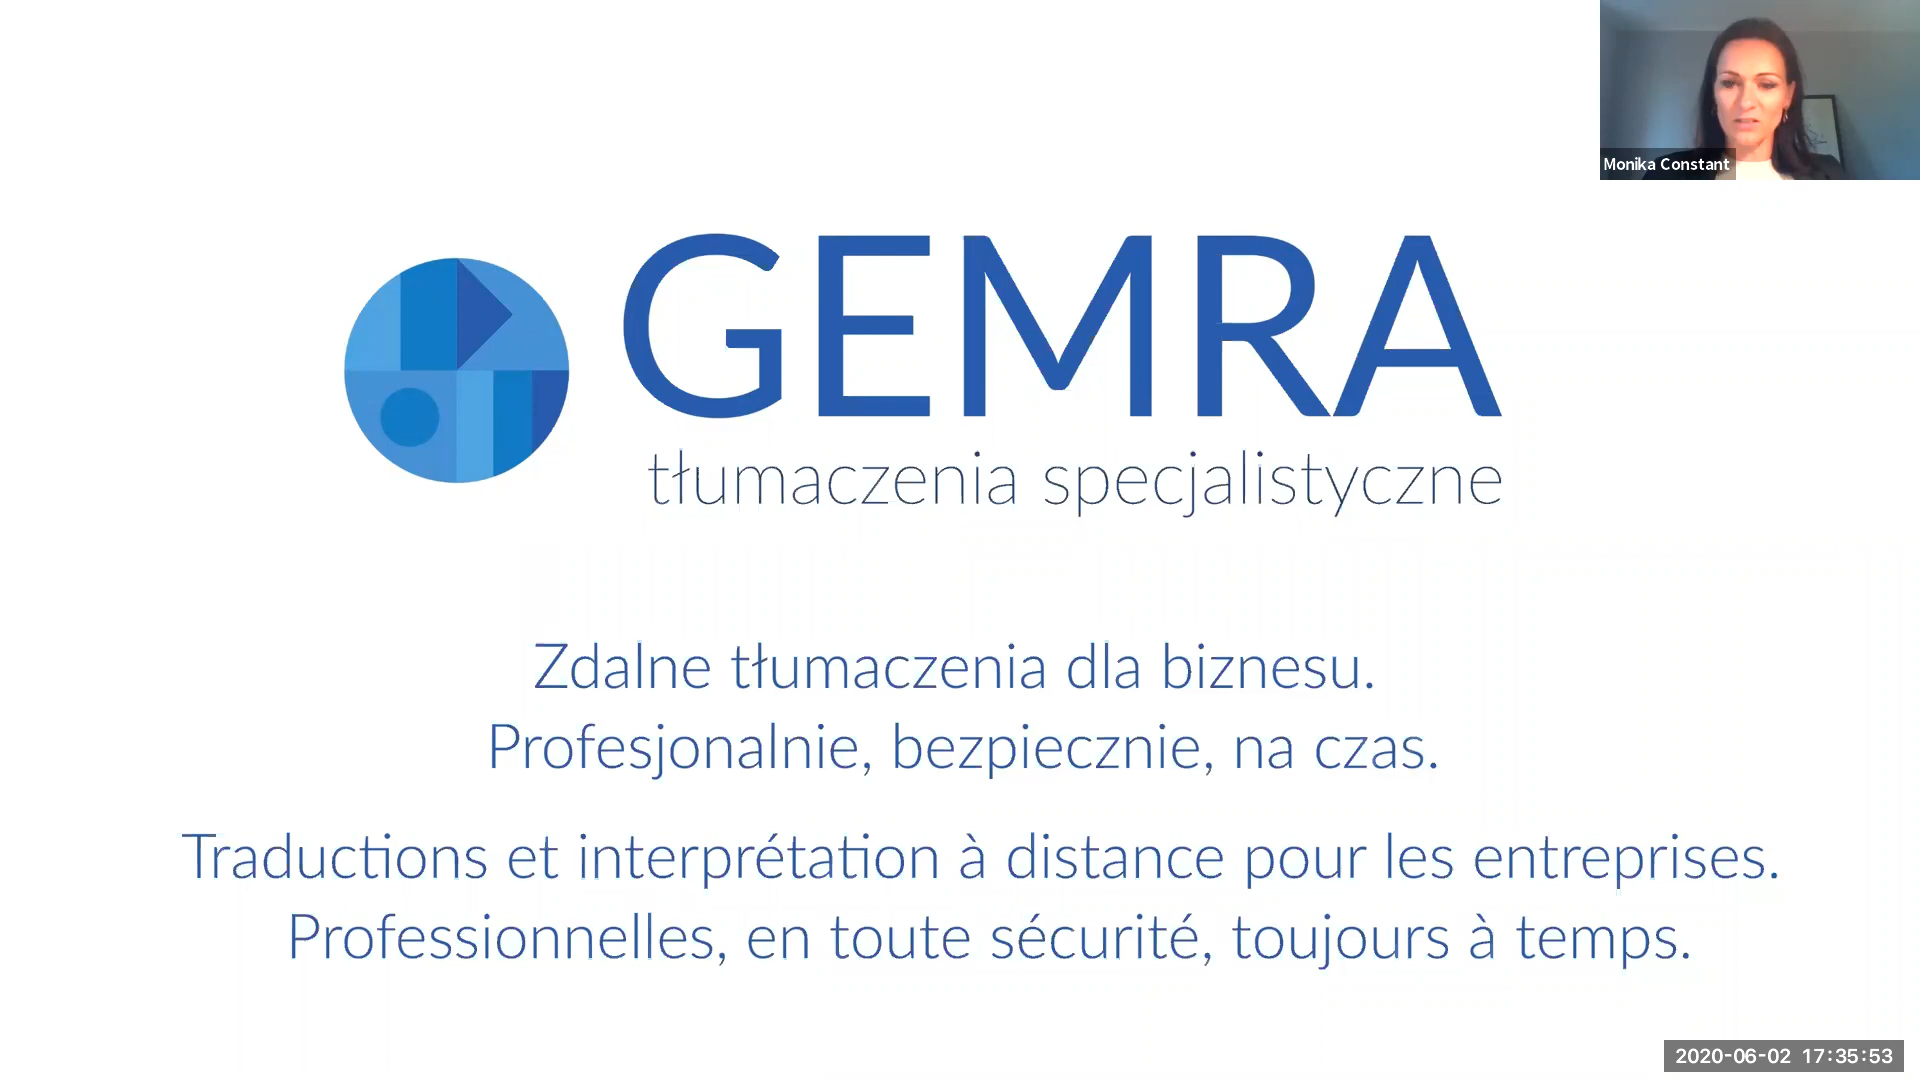 Monika Constant
GEMRA
tłumaczenia specjalistyczne
Zdalne tłumaczenia dla biznesu.
Profesjonalnie, bezpiecznie, na czas.
Traductions et interprétation à distance pour les entreprises.
Professionnelles, en toute sécurité, toujours à temps.
2020-06-02 17:35:53